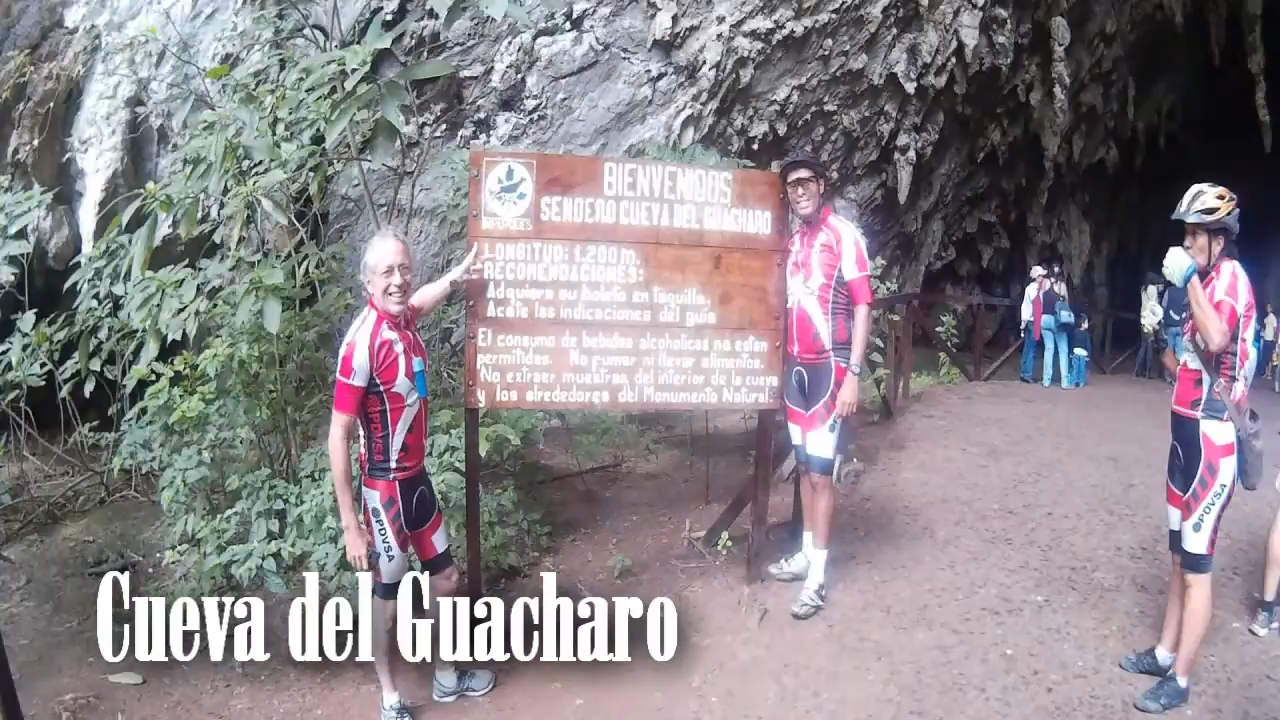 BIENVENIDOS
SENDERO CUEVA DEL GUACHARO
LONGITUD: 1.200 m.
RECOMENDACIONES:
Adquiera su boleto en taquilla.
Acate las indicaciones del guia
El consumo de bebidas alcoholicas no estan
permitidas. No fumar ni llevar alimentos.
No extraer muestras del interior de la cueva
y los alrededores del Monumento Natural.
PDVSA
PDVSA
PDVSA
Cueva del Guacharo